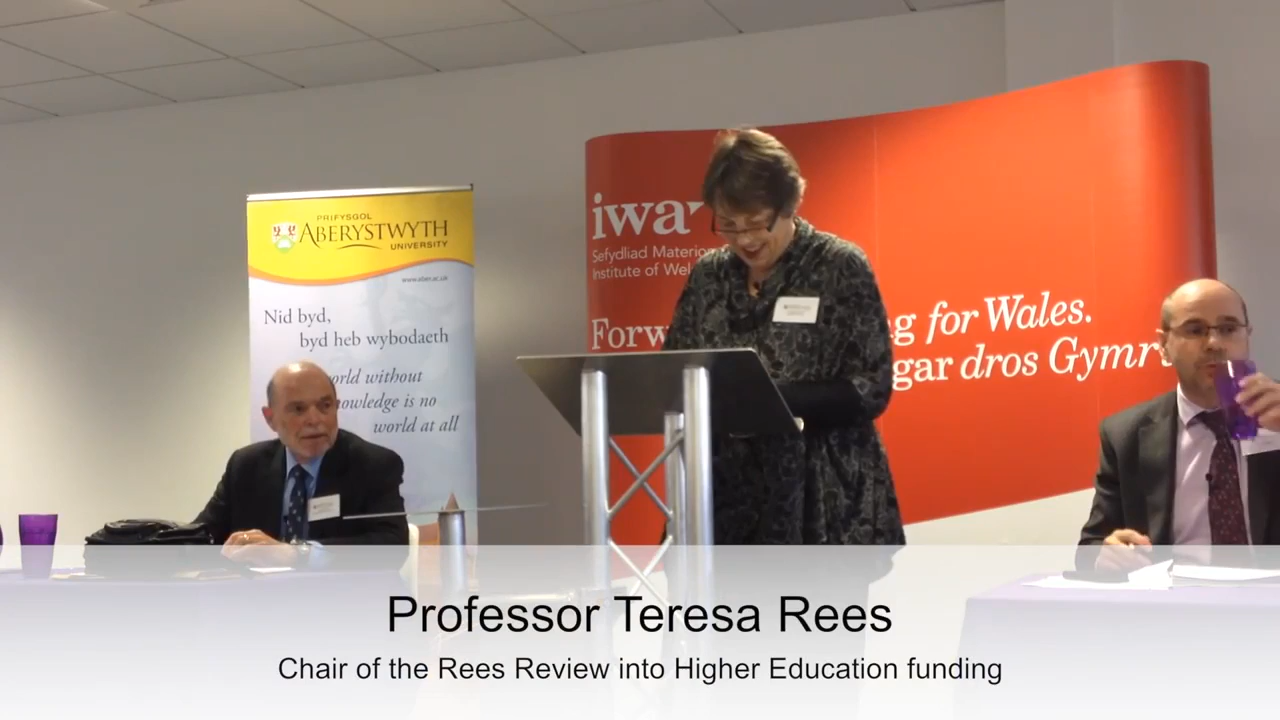 PRIFYSGOL
ABERYSTWYTH
UNIVERSITY
www.aber.ac.uk
Nid byd,
byd heb wybodaeth
world without
knowledge is no
world at all
iwa
Sefydliad Materion
Institute of Wel
Forw
g for Wales.
gar dros Gymr
Professor Teresa Rees
Chair of the Rees Review into Higher Education funding